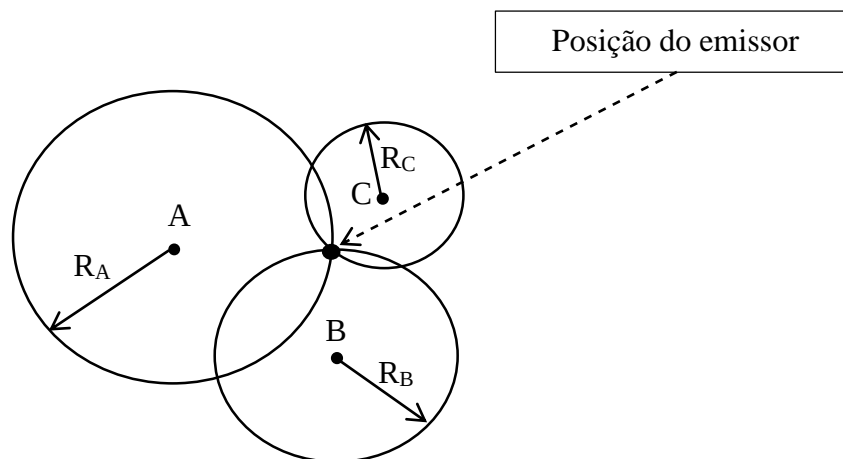 Posição do emissor
R_C
C
A
R_A
B
R_B